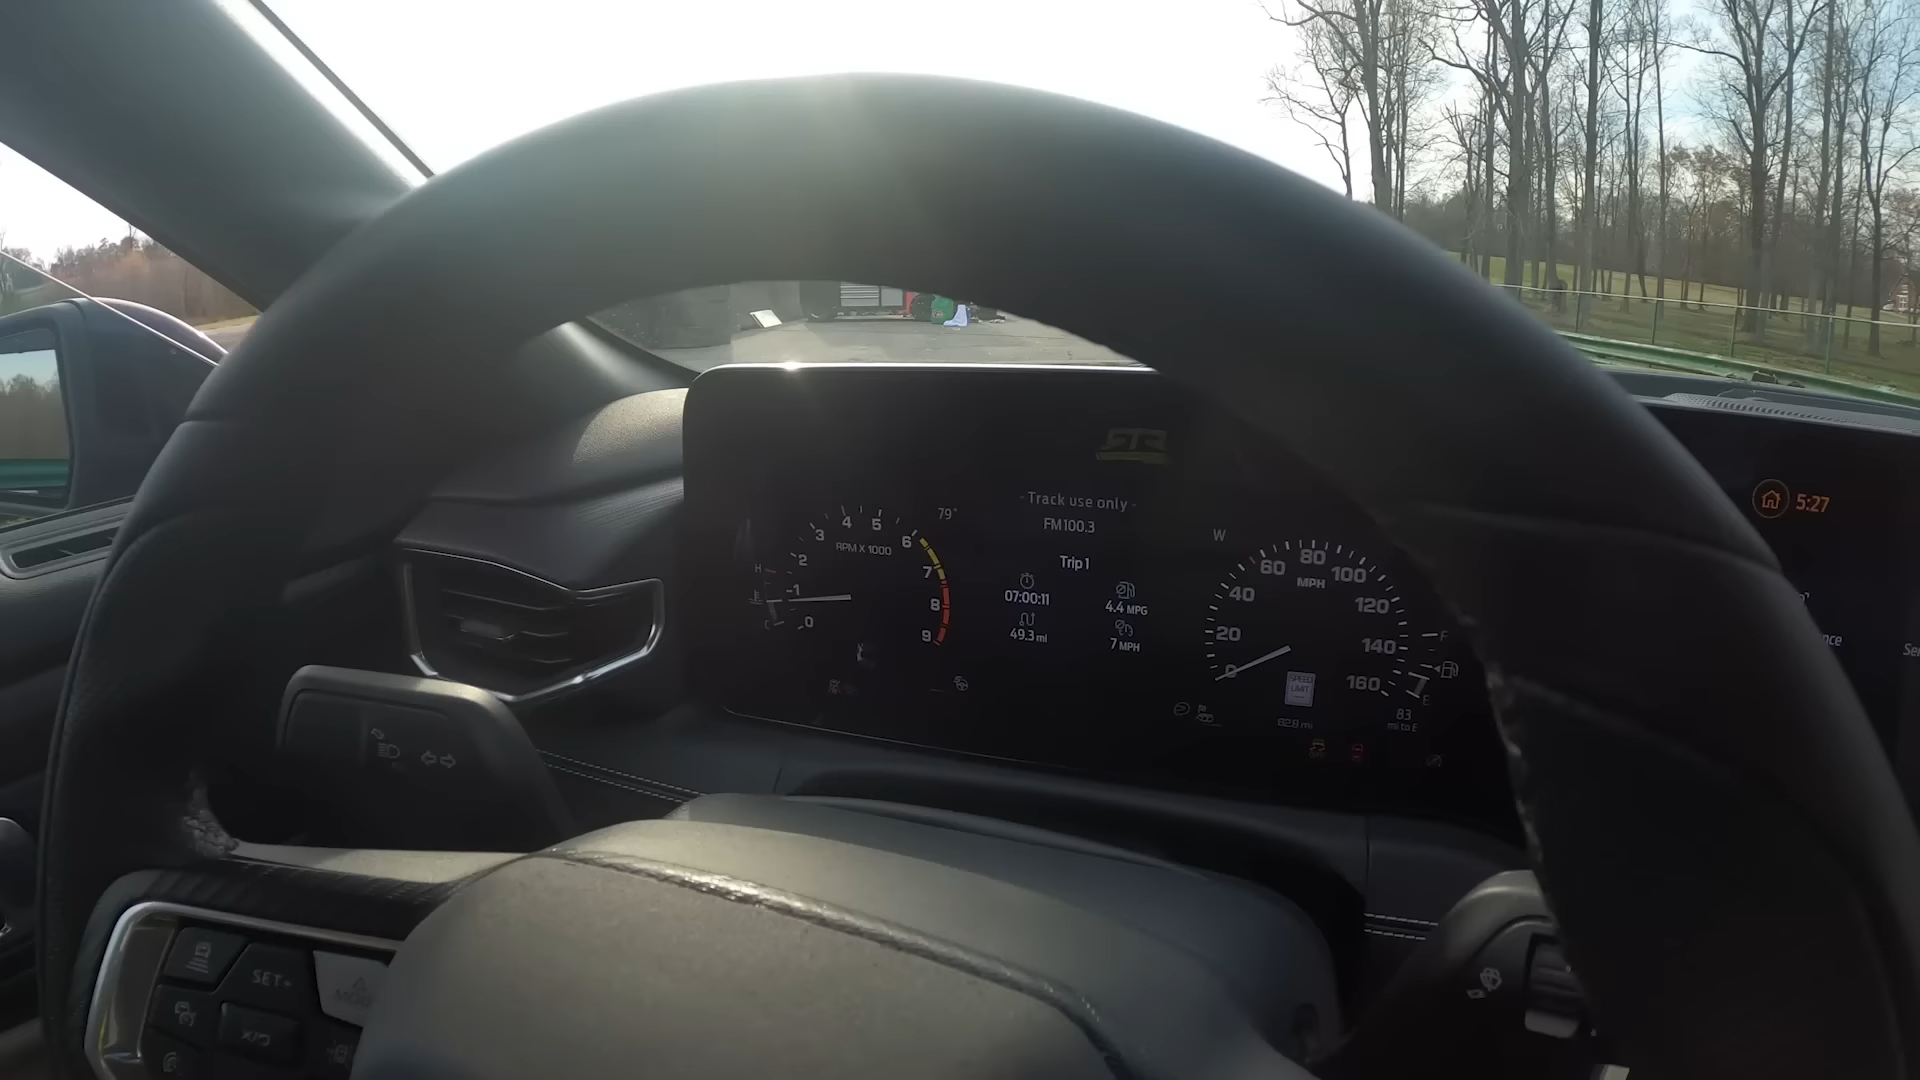 - Track use only -
FM100.3
Trip 1
07:00:11
4.4 MPG
49.3 mi
7 MPH
79°
RPM X 1000
0
1
2
3
4
5
6
7
8
9
H
W
MPH
0
20
40
60
80
100
120
140
160
F
E
SPEED
LIMIT
62.8 mi
83
mi to E
5:27
SET+